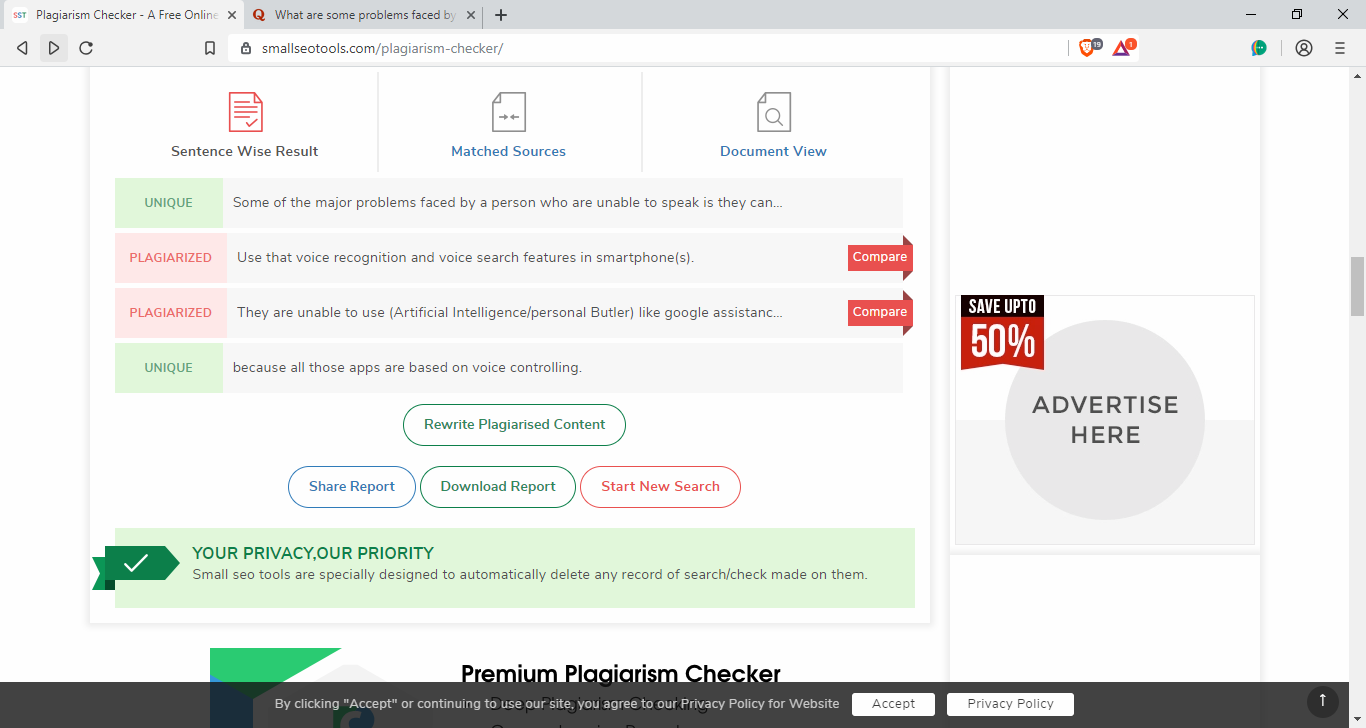 SST Plagiarism Checker - A Free Online
Q What are some problems faced by
smallseotools.com/plagiarism-checker/
19
1
Sentence Wise Result
Matched Sources
Document View
UNIQUE Some of the major problems faced by a person who are unable to speak is they can...
PLAGIARIZED Use that voice recognition and voice search features in smartphone(s). Compare
PLAGIARIZED They are unable to use (Artificial Intelligence/personal Butler) like google assistanc... Compare
UNIQUE because all those apps are based on voice controlling.
Rewrite Plagiarised Content
Share Report
Download Report
Start New Search
SAVE UPTO
50%
ADVERTISE
HERE
YOUR PRIVACY,OUR PRIORITY
Small seo tools are specially designed to automatically delete any record of search/check made on them.
Premium Plagiarism Checker
By clicking "Accept" or continuing to use our site, you agree to our Privacy Policy for Website
Accept
Privacy Policy